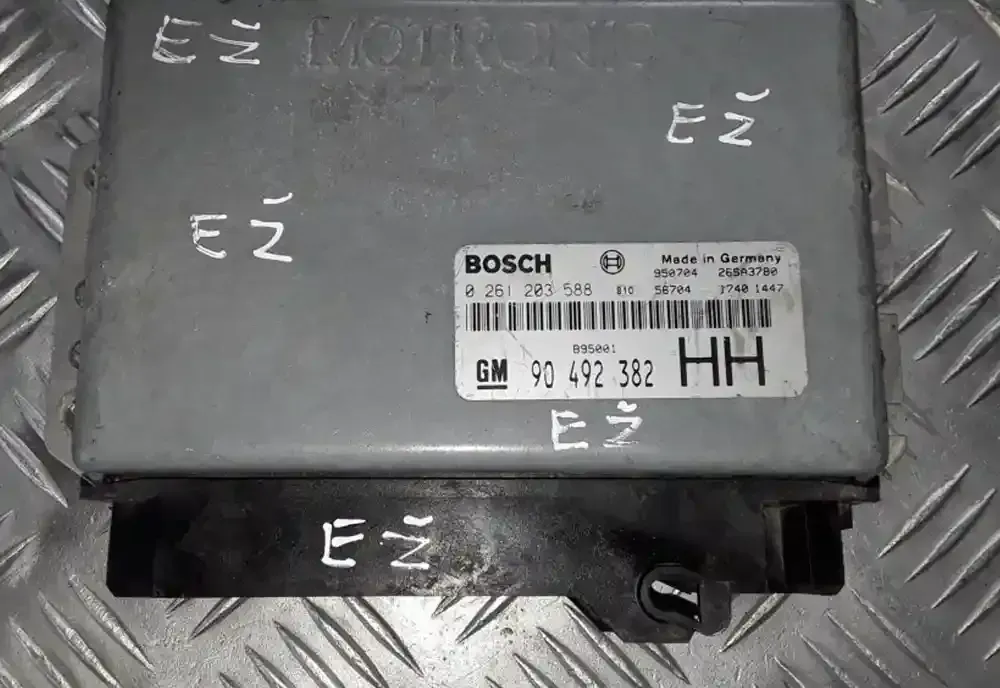 EŽ
MOTRONIC
EŽ
EŽ
BOSCH
Made in Germany
950704 26SA3780
0 261 203 588 810 56704 1740 1447
B95001
GM 90 492 382 HH
EŽ
EŽ